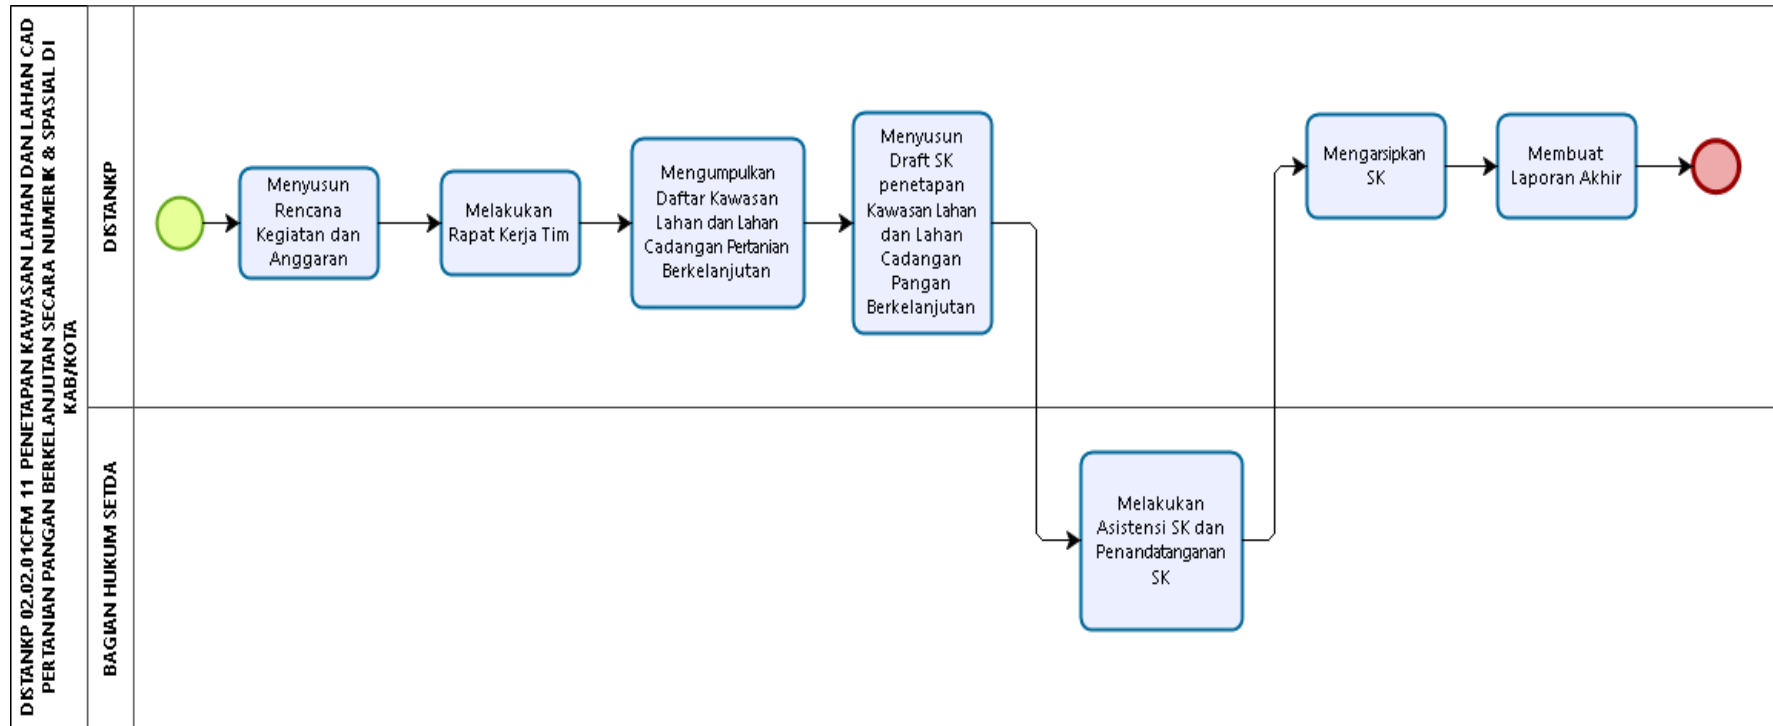 DISTANKP 02.02.01CFM 11 PENETAPAN KAWASAN LAHAN DAN LAHAN CAD
PERTANIAN PANGAN BERKELANJUTAN SECARA NUMERIK & SPASIAL DI
KAB/KOTA
DISTANKP
Menyusun
Rencana
Kegiatan dan
Anggaran
Melakukan
Rapat Kerja Tim
Mengumpulkan
Daftar Kawasan
Lahan dan Lahan
Cadangan Pertanian
Berkelanjutan
Menyusun
Draft SK
penetapan
Kawasan Lahan
dan Lahan
Cadangan
Pangan
Berkelanjutan
Mengarsipkan
SK
Membuat
Laporan Akhir
BAGIAN HUKUM SETDA
Melakukan
Asistensi SK dan
Penandatanganan
SK